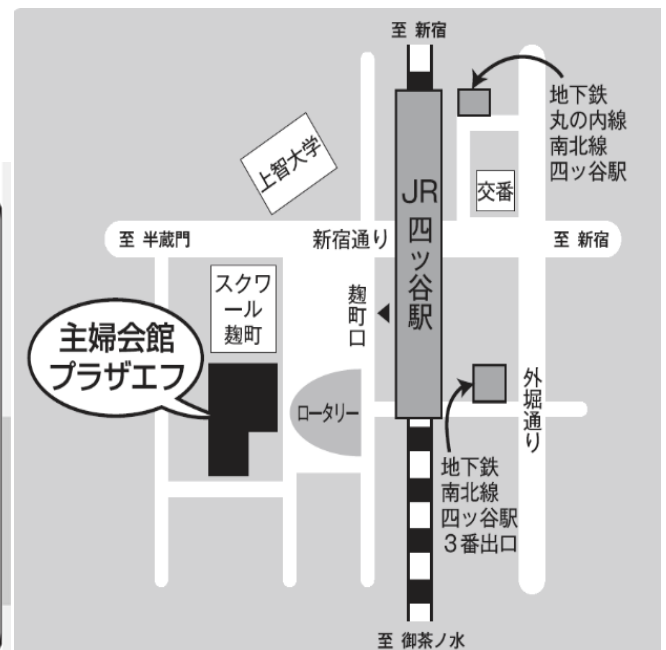 至 新宿
地下鉄
丸の内線
南北線
四ッ谷駅
上智大学
交番
JR四ッ谷駅
至 半蔵門
新宿通り
至 新宿
スクワ
ール
麹町
麹町口
主婦会館
プラザエフ
ロータリー
外堀通り
地下鉄
南北線
四ッ谷駅
３番出口
至 御茶ノ水